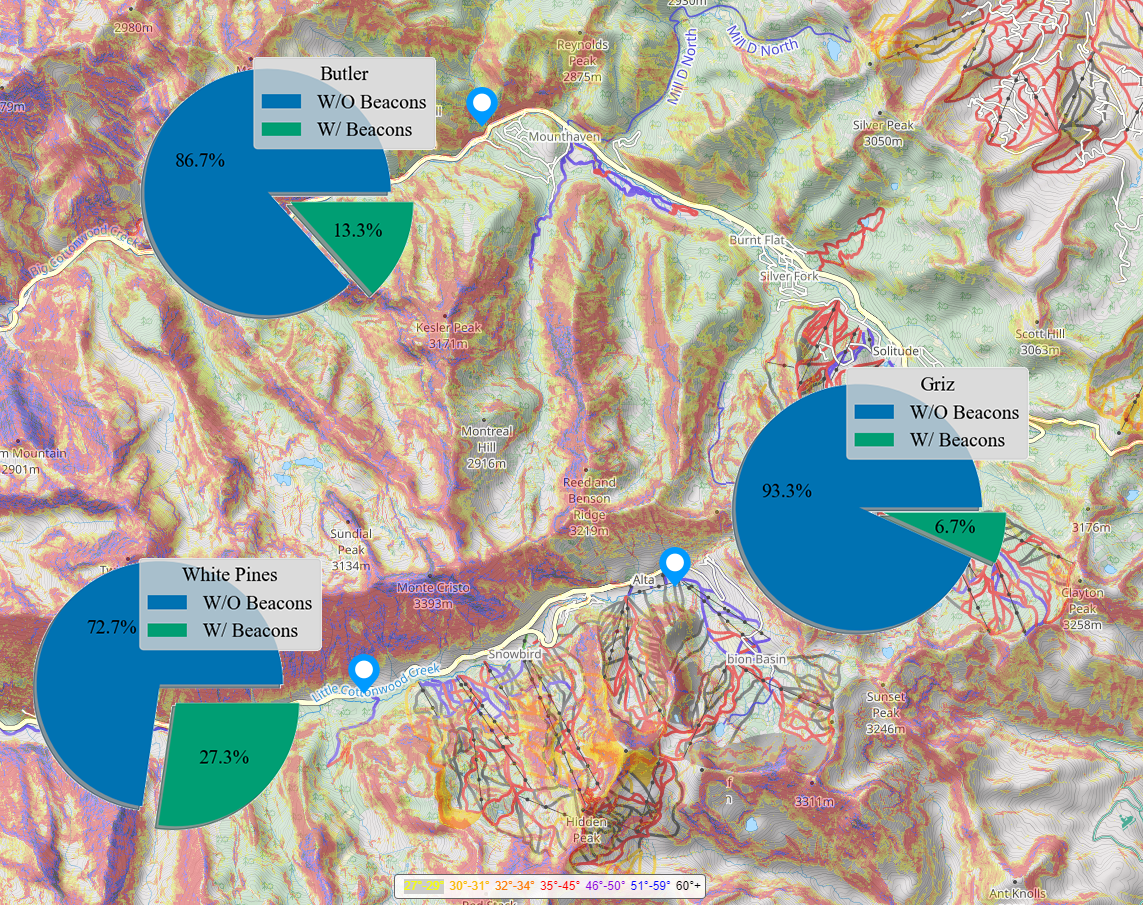 2980m
2930m
Mill D North
Mill D North
Reynolds
Peak
2875m
Butler
W/O Beacons
W/ Beacons
86.7%
13.3%
Mounthaven
Silver Peak
3050m
Big Cottonwood Creek
Burnt Flat
Silver Fork
Kesler Peak
3171m
Scott Hill
3063m
Solitude
Griz
W/O Beacons
W/ Beacons
93.3%
6.7%
Montreal
Hill
2916m
m Mountain
2901m
Reed and
Benson
Ridge
3219m
Sundial
Peak
3134m
3176m
White Pines
W/O Beacons
W/ Beacons
72.7%
27.3%
Monte Cristo
3393m
Alta
Clayton
Peak
3258m
Snowbird
bion Basin
Little Cottonwood Creek
Sunset
Peak
3246m
3311m
Hidden
Peak
27°-29° 30°-31° 32°-34° 35°-45° 46°-50° 51°-59° 60°+
Ant Knolls